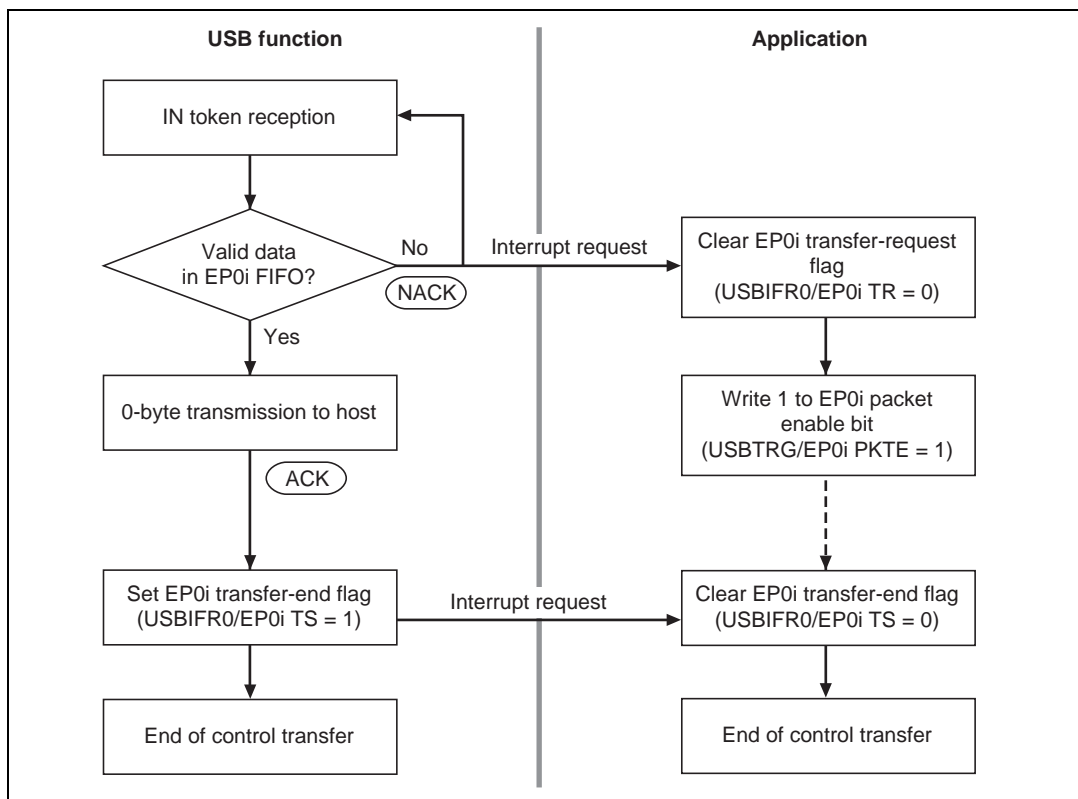 USB function
Application
IN token reception
Valid data
in EP0i FIFO?
No
NACK
Interrupt request
Clear EP0i transfer-request
flag
(USBIFR0/EP0i TR = 0)
Yes
0-byte transmission to host
Write 1 to EP0i packet
enable bit
(USBTRG/EP0i PKTE = 1)
ACK
Set EP0i transfer-end flag
(USBIFR0/EP0i TS = 1)
Interrupt request
Clear EP0i transfer-end flag
(USBIFR0/EP0i TS = 0)
End of control transfer
End of control transfer